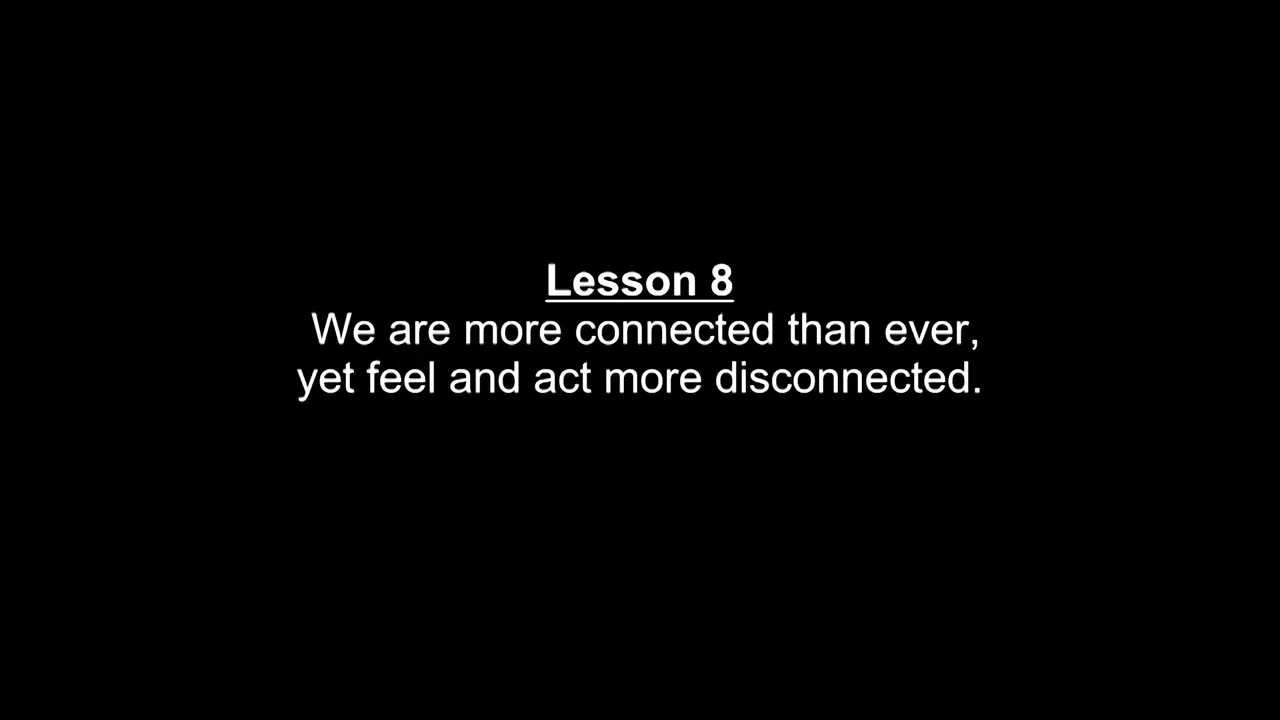 Lesson 8
We are more connected than ever,
yet feel and act more disconnected.